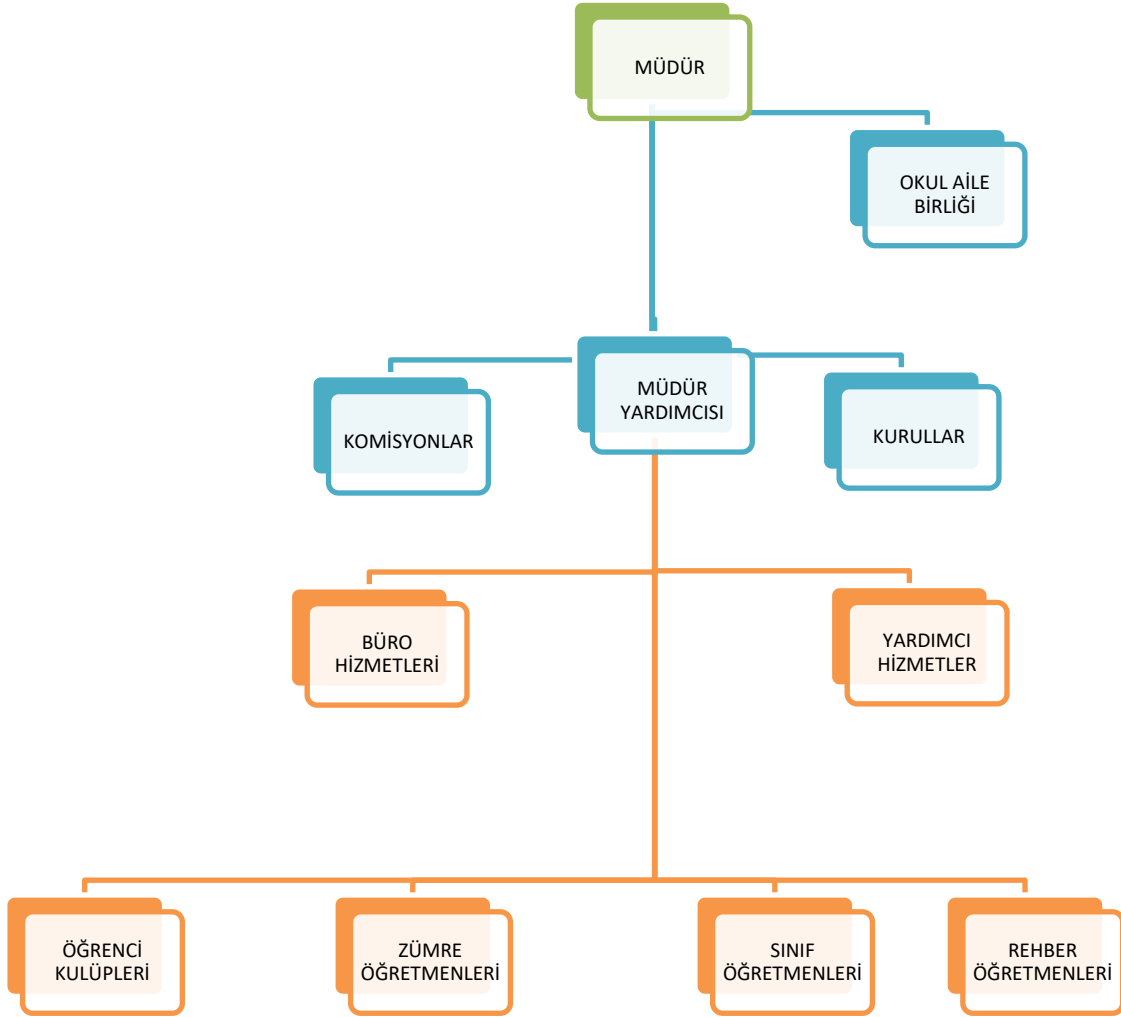 MÜDÜR
OKUL AİLE
BİRLİĞİ
KOMİSYONLAR
MÜDÜR
YARDIMCISI
KURULLAR
BÜRO
HİZMETLERİ
YARDIMCI
HİZMETLER
ÖĞRENCİ
KULÜPLERİ
ZÜMRE
ÖĞRETMENLERİ
SINIF
ÖĞRETMENLERİ
REHBER
ÖĞRETMENLERİ